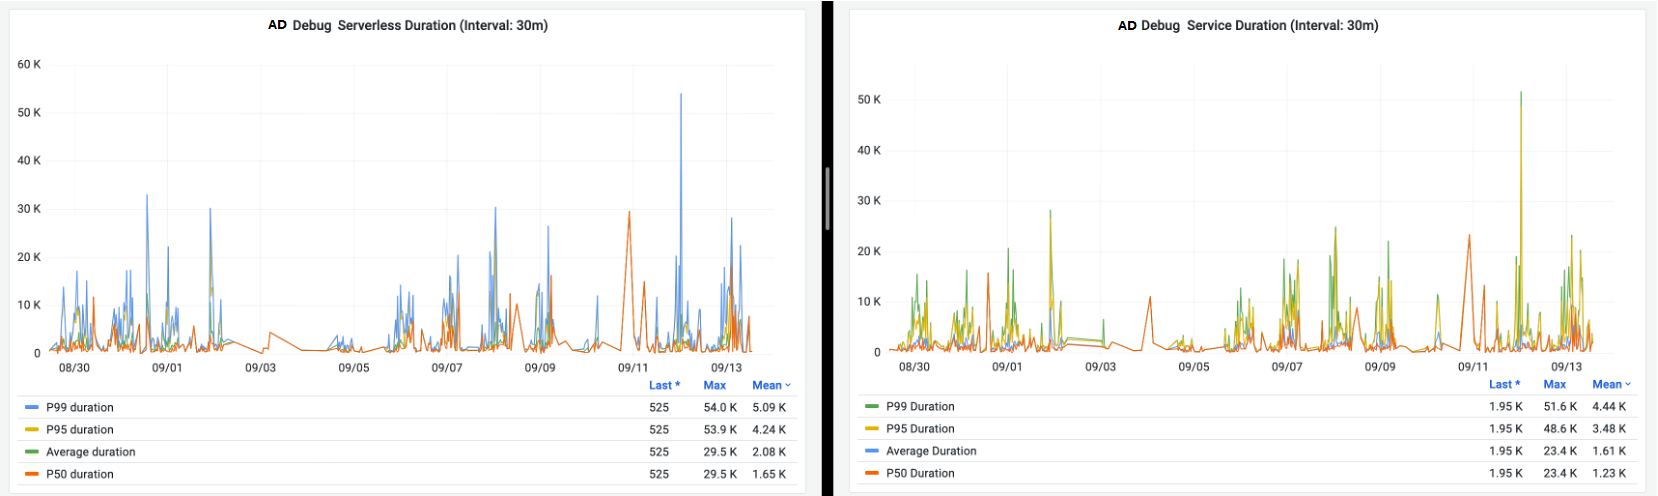 AD Debug Serverless Duration (Interval: 30m)
60 K
50 K
40 K
30 K
20 K
10 K
0
08/30 09/01 09/03 09/05 09/07 09/09 09/11 09/13
Last * Max Mean
P99 duration 525 54.0 K 5.09 K
P95 duration 525 53.9 K 4.24 K
Average duration 525 29.5 K 2.08 K
P50 duration 525 29.5 K 1.65 K
AD Debug Service Duration (Interval: 30m)
50 K
40 K
30 K
20 K
10 K
0
08/30 09/01 09/03 09/05 09/07 09/09 09/11 09/13
Last * Max Mean
P99 Duration 1.95 K 51.6 K 4.44 K
P95 Duration 1.95 K 48.6 K 3.48 K
Average Duration 1.95 K 23.4 K 1.61 K
P50 Duration 1.95 K 23.4 K 1.23 K